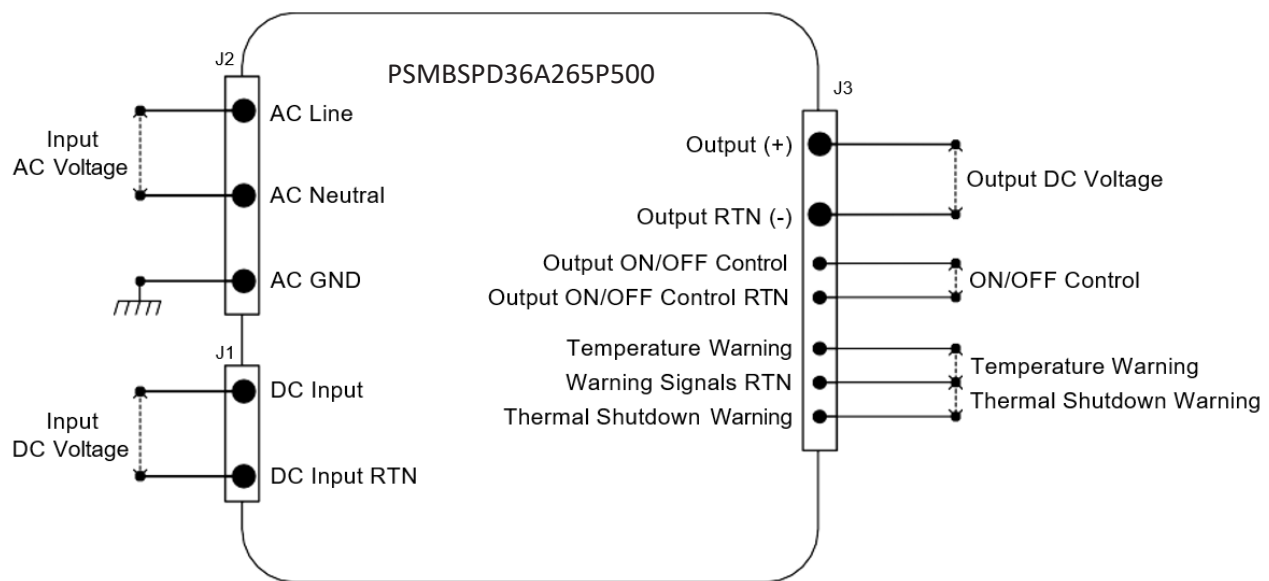 PSMBSPD36A265P500
J2
AC Line
Input
AC Voltage
AC Neutral
AC GND
J1
DC Input
Input
DC Voltage
DC Input RTN
J3
Output (+)
Output DC Voltage
Output RTN (-)
Output ON/OFF Control
ON/OFF Control
Output ON/OFF Control RTN
Temperature Warning
Temperature Warning
Warning Signals RTN
Thermal Shutdown Warning
Thermal Shutdown Warning